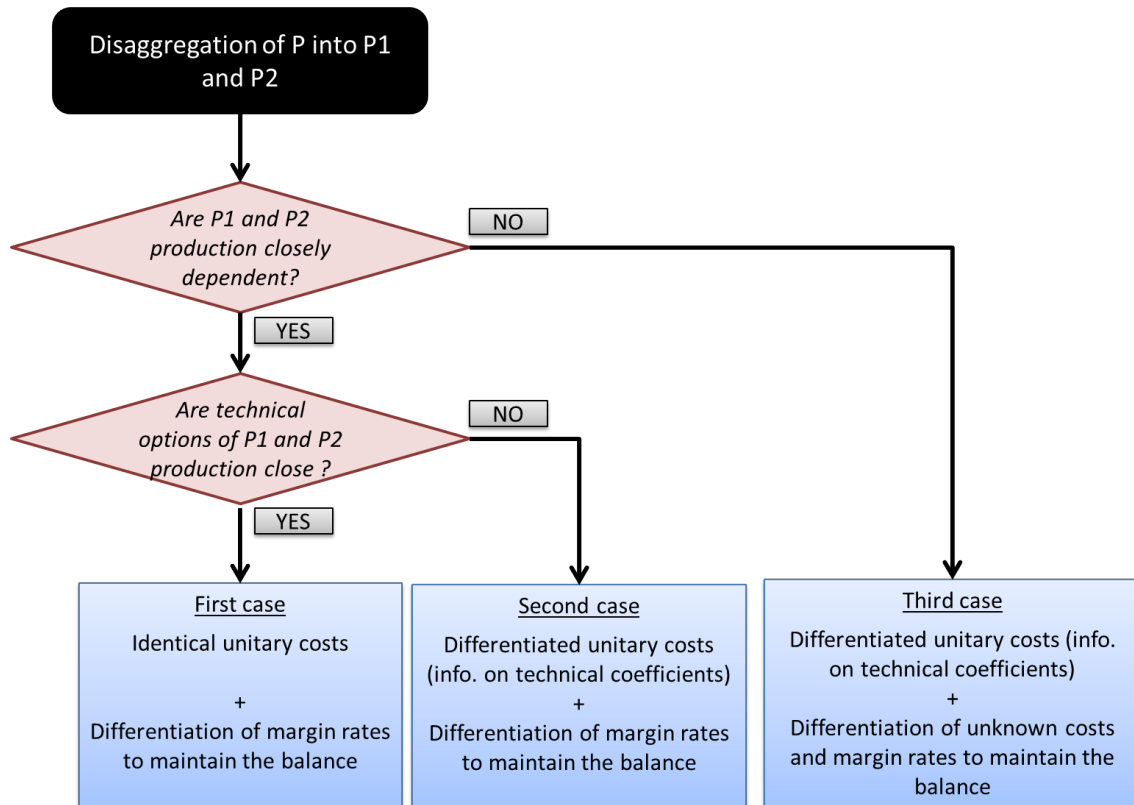 Disaggregation of P into P1
and P2
Are P1 and P2
production closely
dependent?
NO
YES
Are technical
options of P1 and P2
production close ?
NO
YES
First case
Identical unitary costs
+
Differentiation of margin rates
to maintain the balance
Second case
Differentiated unitary costs
(info. on technical coefficients)
+
Differentiation of margin rates
to maintain the balance
Third case
Differentiated unitary costs (info.
on technical coefficients)
+
Differentiation of unknown costs
and margin rates to maintain the
balance